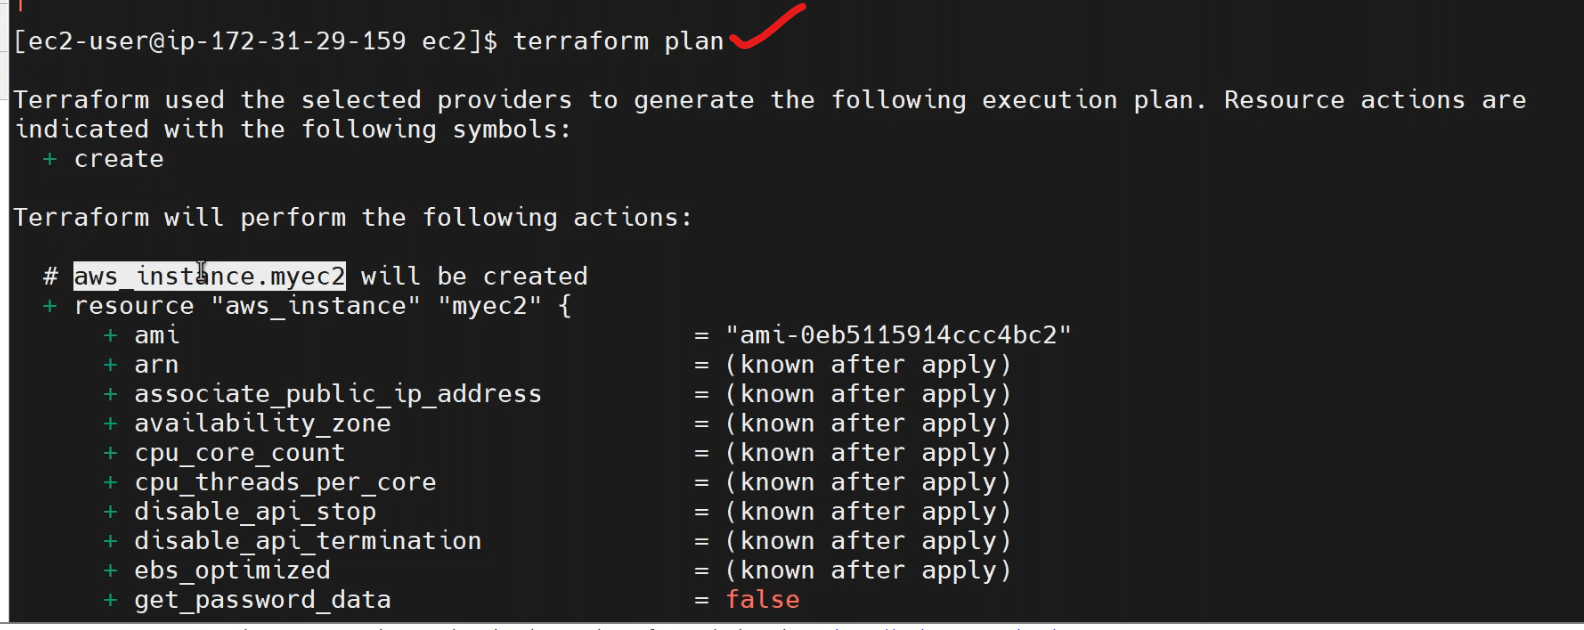 [ec2-user@ip-172-31-29-159 ec2]$ terraform plan
Terraform used the selected providers to generate the following execution plan. Resource actions are
indicated with the following symbols:
+ create
Terraform will perform the following actions:
# aws_instance.myec2 will be created
+ resource "aws_instance" "myec2" {
+ ami = "ami-0eb5115914ccc4bc2"
+ arn = (known after apply)
+ associate_public_ip_address = (known after apply)
+ availability_zone = (known after apply)
+ cpu_core_count = (known after apply)
+ cpu_threads_per_core = (known after apply)
+ disable_api_stop = (known after apply)
+ disable_api_termination = (known after apply)
+ ebs_optimized = (known after apply)
+ get_password_data = false